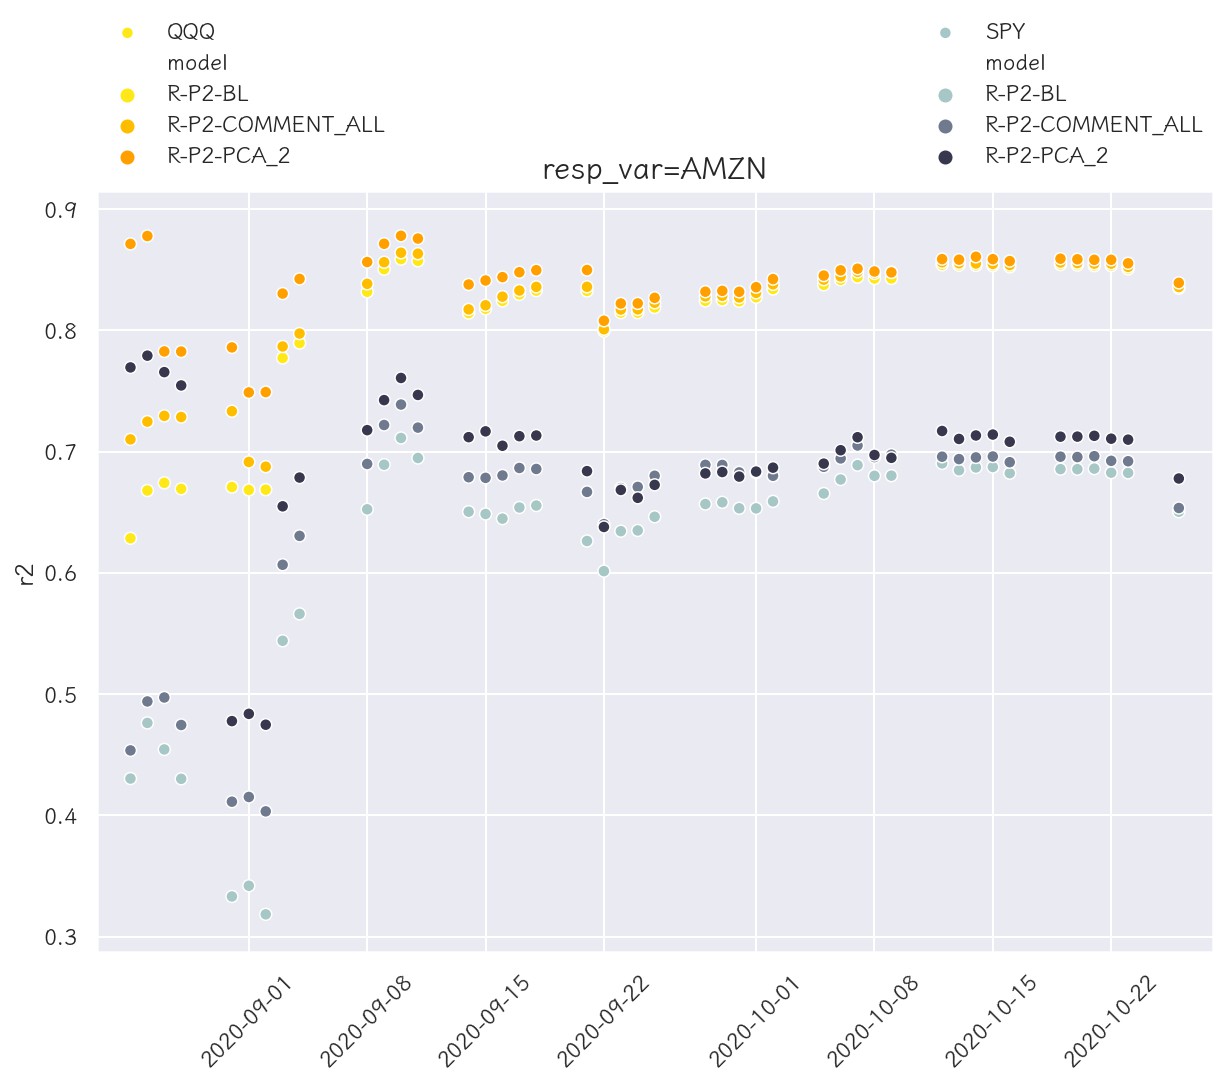 QQQ
model
R-P2-BL
R-P2-COMMENT_ALL
R-P2-PCA_2
SPY
model
R-P2-BL
R-P2-COMMENT_ALL
R-P2-PCA_2
resp_var=AMZN
0.9
0.8
0.7
0.6
0.5
0.4
0.3
r2
2020-09-01
2020-09-08
2020-09-15
2020-09-22
2020-10-01
2020-10-08
2020-10-15
2020-10-22